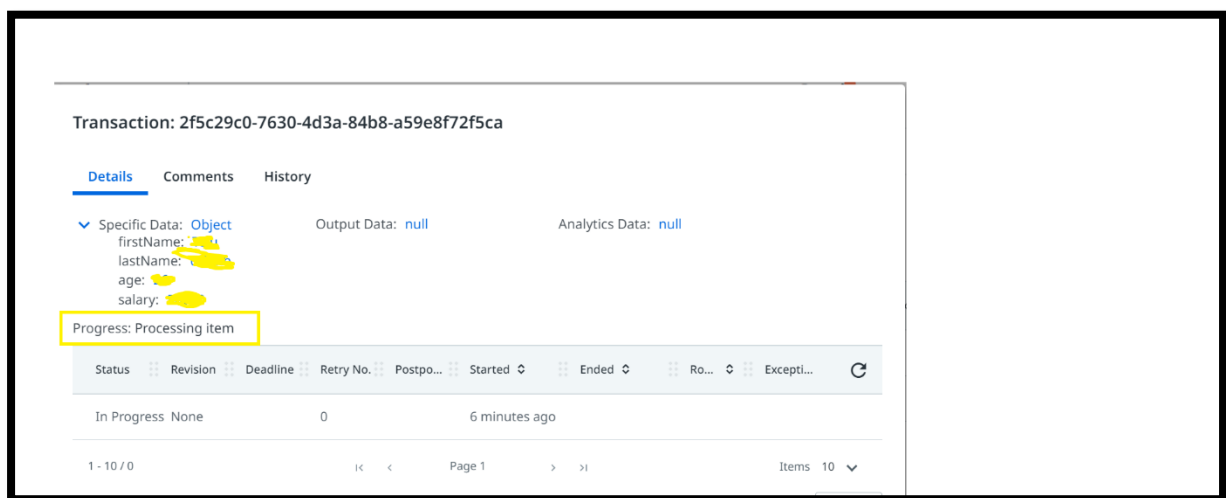 Transaction: 2f5c29c0-7630-4d3a-84b8-a59e8f72f5ca
Details Comments History
Specific Data: Object Output Data: null Analytics Data: null
firstName:
lastName:
age:
salary:
Progress: Processing item
Status Revision Deadline Retry No. Postpo... Started Ended Ro... Excepti...
In Progress None 0 6 minutes ago
1 - 10 / 0 Page 1 Items 10